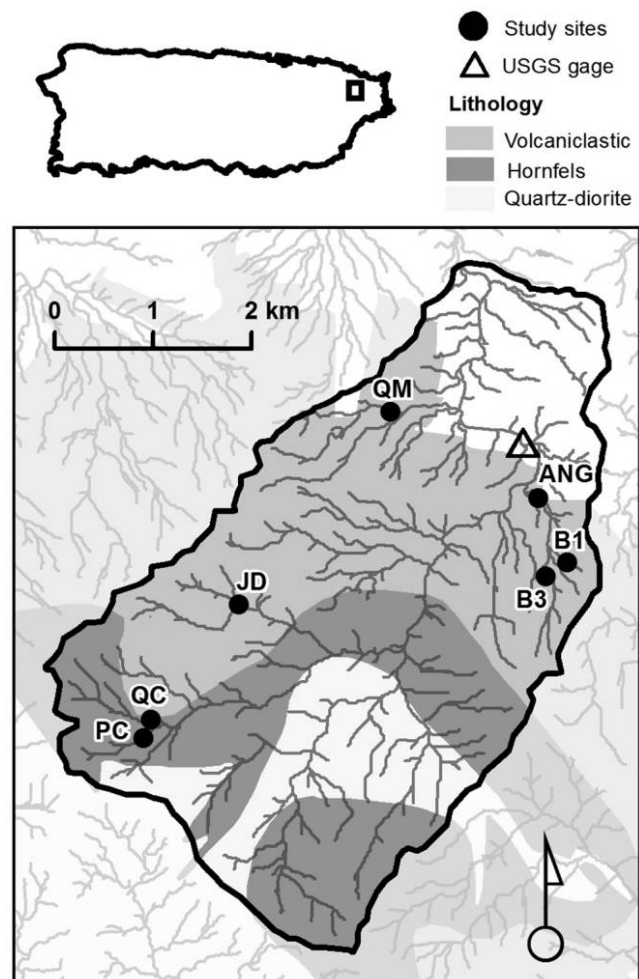 Study sites
USGS gage
Lithology
Volcaniclastic
Hornfels
Quartz-diorite
0 1 2 km
QM
ANG
B1
B3
JD
QC
PC